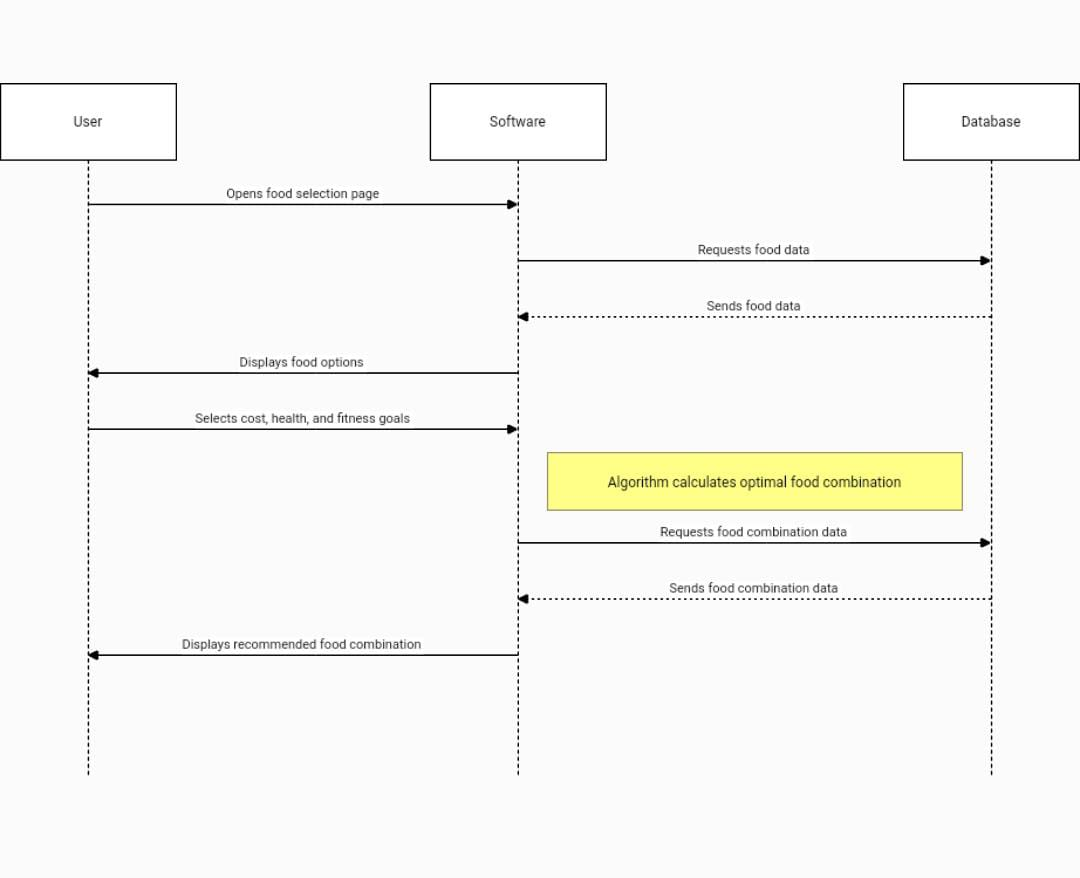 User
Software
Database
Opens food selection page
Requests food data
Sends food data
Displays food options
Selects cost, health, and fitness goals
Algorithm calculates optimal food combination
Requests food combination data
Sends food combination data
Displays recommended food combination